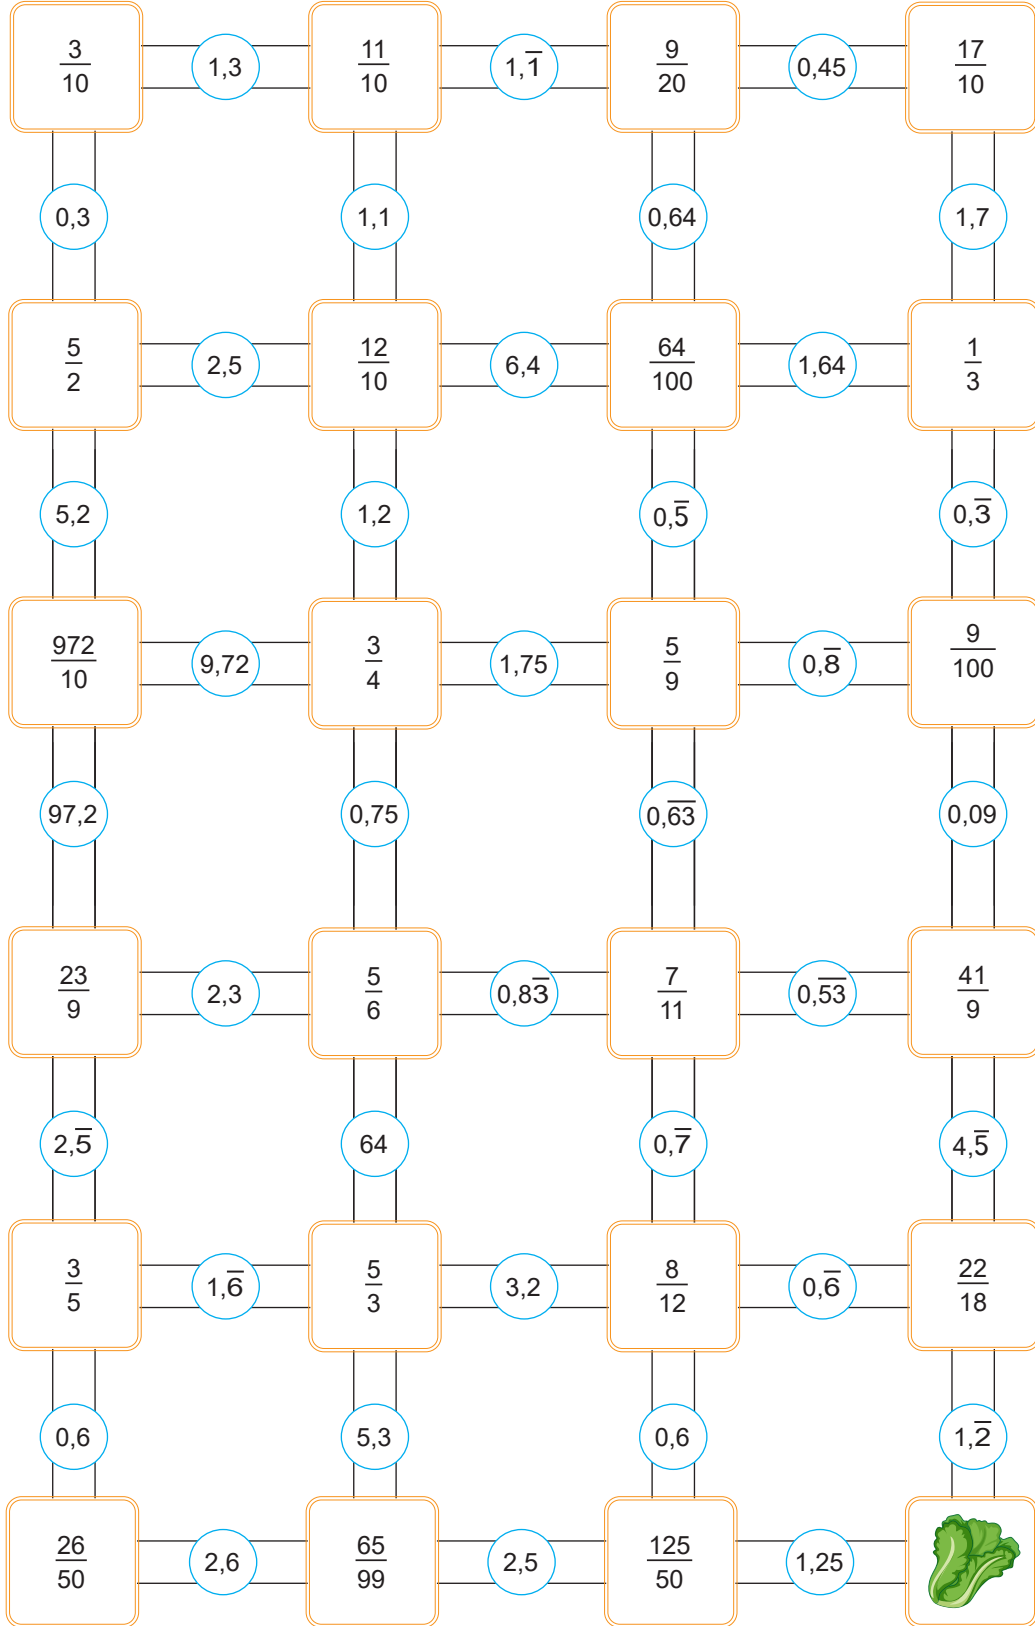 3/10 1,3 11/10 1,1̅ 9/20 0,45 17/10
0,3 1,1 0,64 1,7
5/2 2,5 12/10 6,4 64/100 1,64 1/3
5,2 1,2 0,5̅ 0,3̅
972/10 9,72 3/4 1,75 5/9 0,8̅ 9/100
97,2 0,75 0,6̅3̅ 0,09
23/9 2,3 5/6 0,83̅ 7/11 0,5̅3̅ 41/9
2,5̅ 64 0,7̅ 4,5̅
3/5 1,6̅ 5/3 3,2 8/12 0,6̅ 22/18
0,6 5,3 0,6 1,2̅
26/50 2,6 65/99 2,5 125/50 1,25